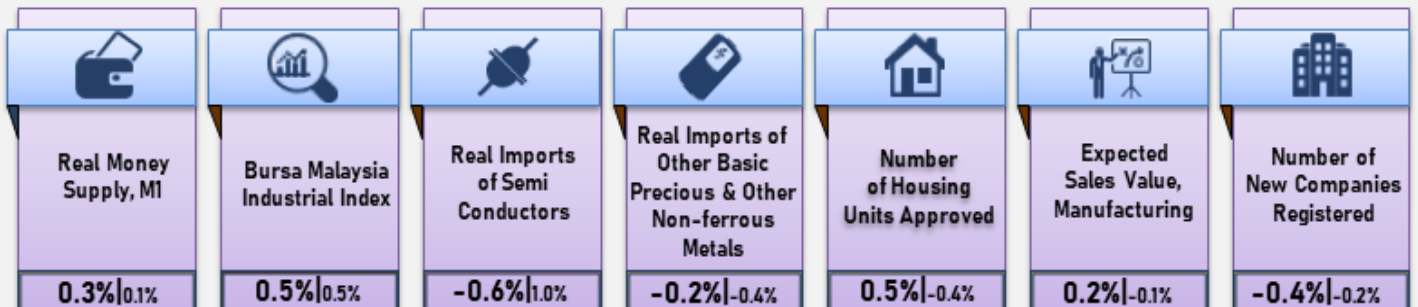 Real Money
Supply, M1
0.3%|0.1%
Bursa Malaysia
Industrial Index
0.5%|0.5%
Real Imports
of Semi
Conductors
-0.6%|1.0%
Real Imports of
Other Basic
Precious & Other
Non-ferrous
Metals
-0.2%|-0.4%
Number
of Housing
Units Approved
0.5%|-0.4%
Expected
Sales Value,
Manufacturing
0.2%|-0.1%
Number of
New Companies
Registered
-0.4%|-0.2%